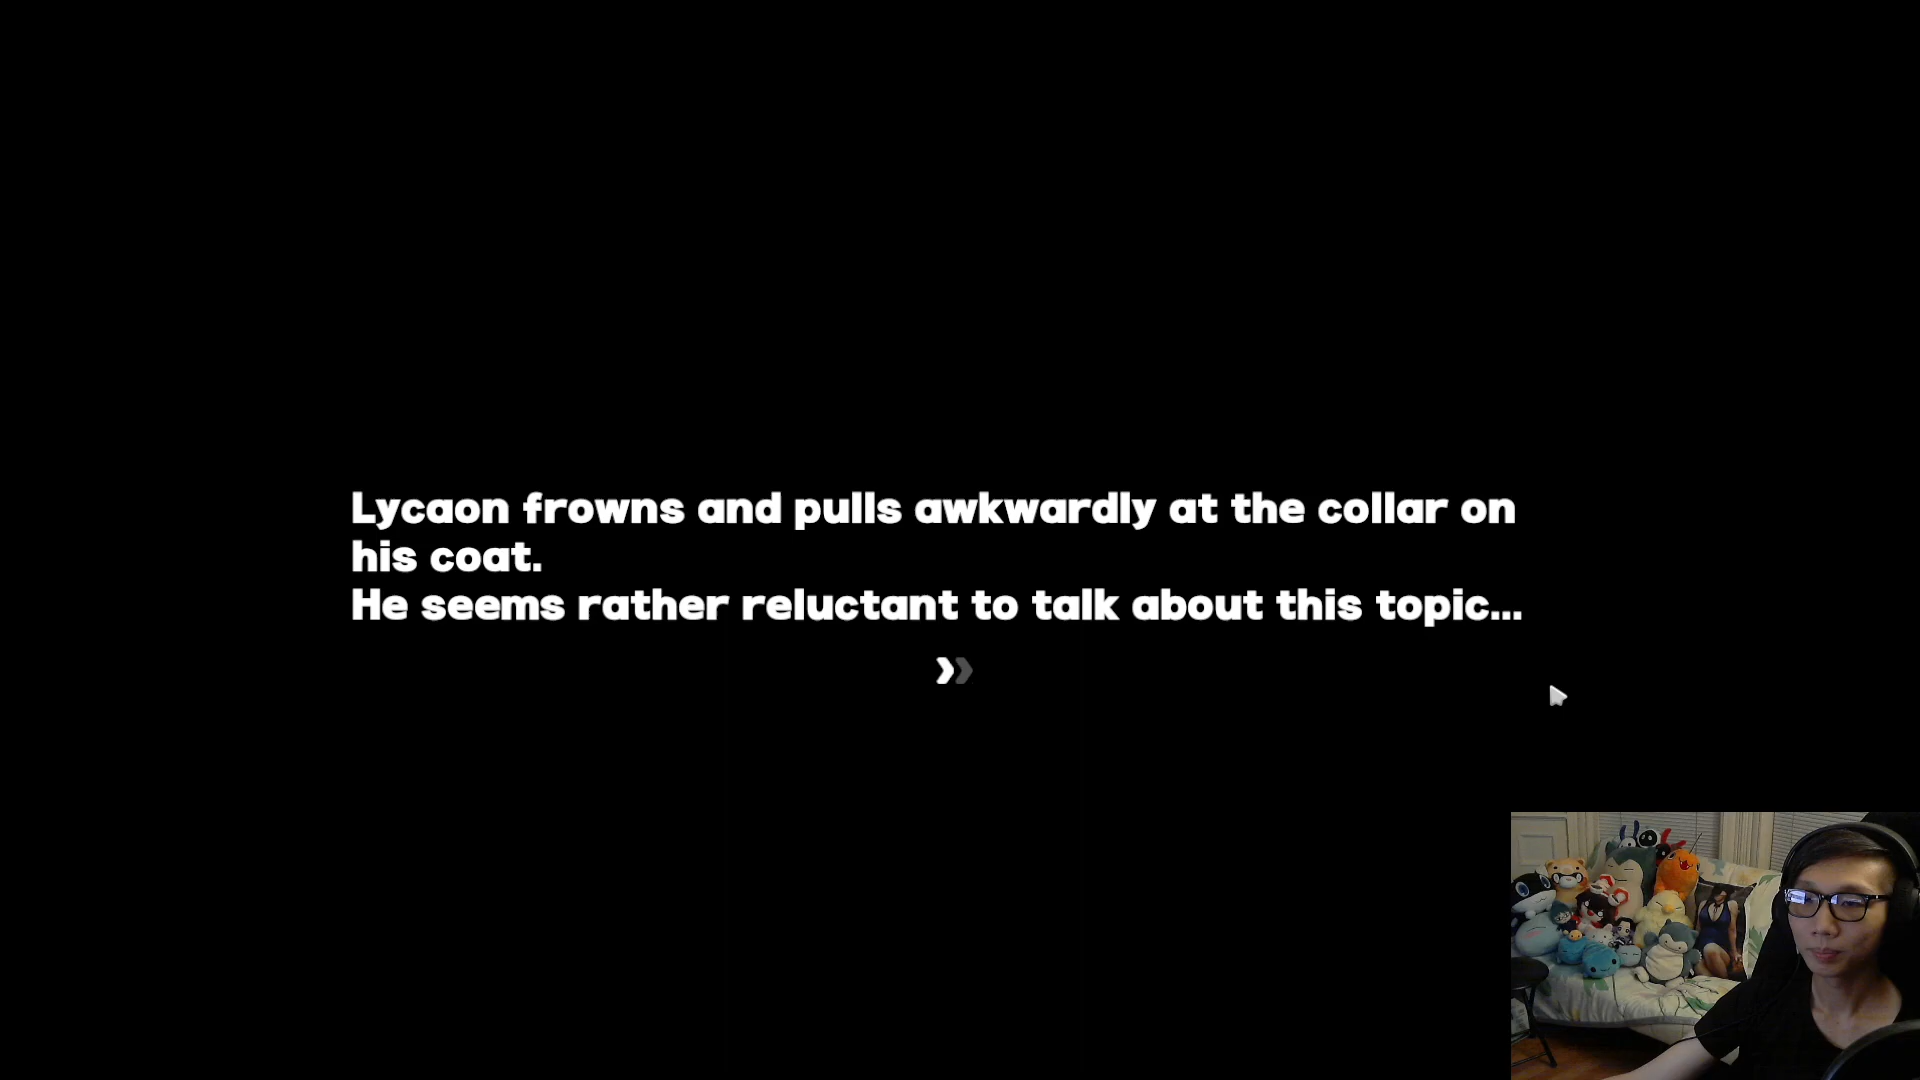 Lycaon frowns and pulls awkwardly at the collar on
his coat.
He seems rather reluctant to talk about this topic...